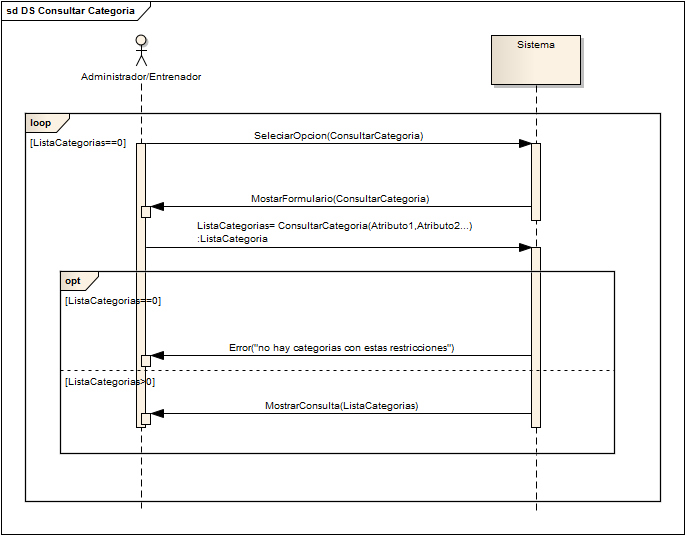 sd DS Consultar Categoria
Administrador/Entrenador
Sistema
loop
[ListaCategorias==0]
SeleciarOpcion(ConsultarCategoria)
MostarFormulario(ConsultarCategoria)
ListaCategorias= ConsultarCategoria(Atributo1,Atributo2...)
:ListaCategoria
opt
[ListaCategorias==0]
Error("no hay categorias con estas restricciones")
[ListaCategorias>0]
MostrarConsulta(ListaCategorias)